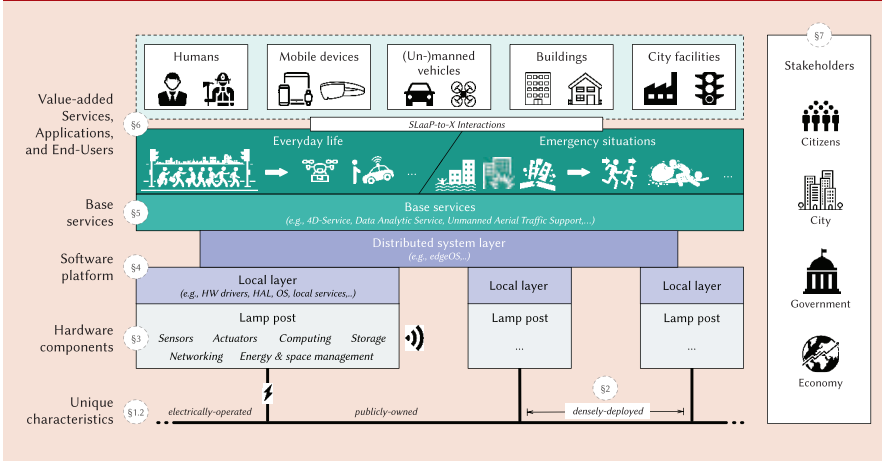 §7
Humans
Mobile devices
(Un-)manned
vehicles
Buildings
City facilities
Stakeholders
Value-added
Services,
Applications,
and End-Users
§6
SLaaP-to-X Interactions
Everyday life
Emergency situations
...
...
Citizens
Base
services
§5
Base services
(e.g., 4D-Service, Data Analytic Service, Unmanned Aerial Traffic Support,...)
City
Distributed system layer
(e.g., edgeOS,..)
Software
platform
§4
Local layer
(e.g., HW drivers, HAL, OS, local services,..)
Local layer
Local layer
Government
Hardware
components
§3
Lamp post
Sensors Actuators Computing Storage
Networking Energy & space management
Lamp post
...
Lamp post
...
Economy
§2
Unique
characteristics
§1.2
electrically-operated
publicly-owned
densely-deployed